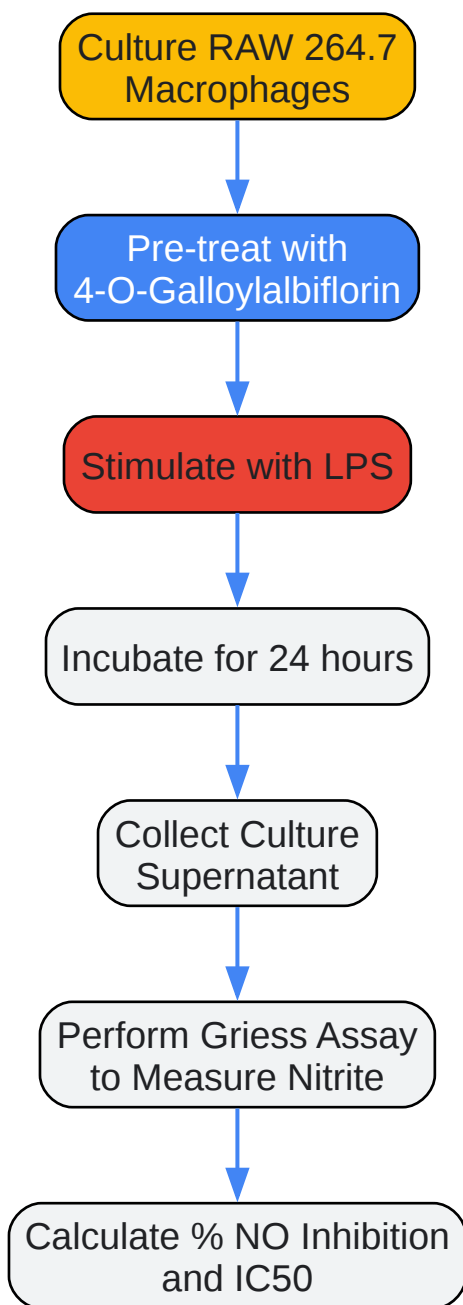 Culture RAW 264.7
Macrophages
Pre-treat with
4-O-Galloylalbiflorin
Stimulate with LPS
Incubate for 24 hours
Collect Culture
Supernatant
Perform Griess Assay
to Measure Nitrite
Calculate % NO Inhibition
and IC50